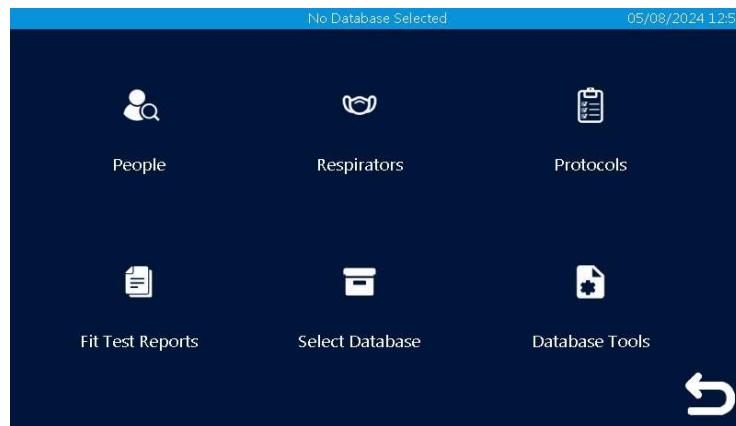 No Database Selected 05/08/2024 12:5
People Respirators Protocols
Fit Test Reports Select Database Database Tools